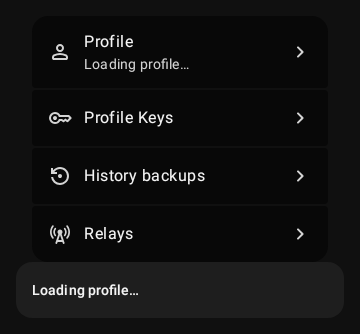 Profile
Loading profile…
Profile Keys
History backups
Relays
Loading profile…